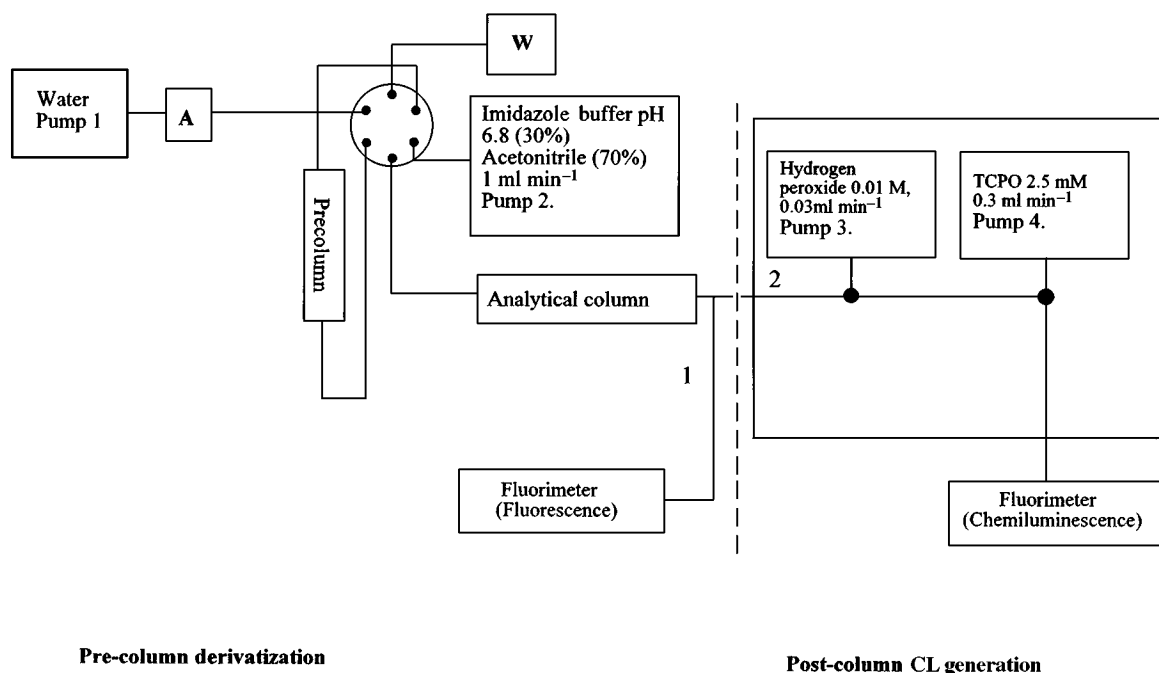 W
Water
Pump 1
A
Imidazole buffer pH
6.8 (30%)
Acetonitrile (70%)
1 ml min⁻¹
Pump 2.
Precolumn
Hydrogen
peroxide 0.01 M,
0.03ml min⁻¹
Pump 3.
TCPO 2.5 mM
0.3 ml min⁻¹
Pump 4.
Analytical column
2
1
Fluorimeter
(Fluorescence)
Fluorimeter
(Chemiluminescence)
Pre-column derivatization
Post-column CL generation